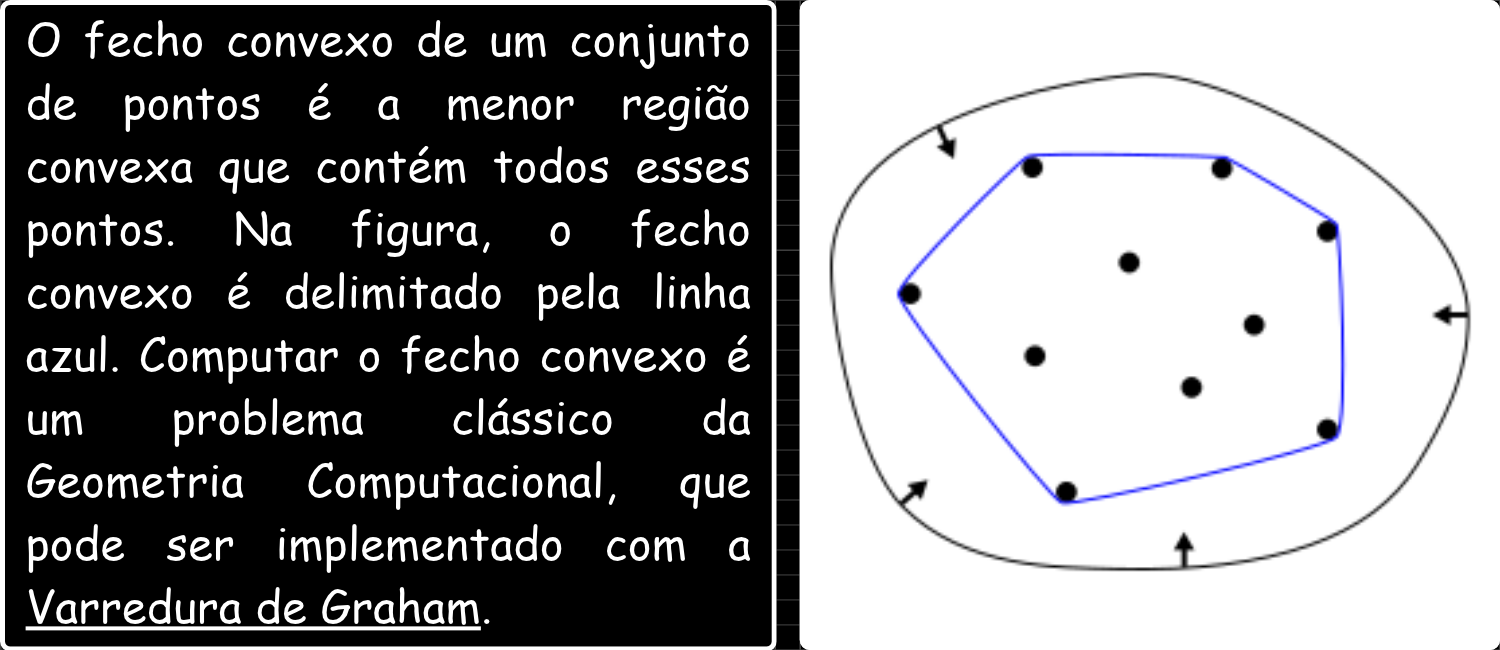 O fecho convexo de um conjunto
de pontos é a menor região
convexa que contém todos esses
pontos. Na figura, o fecho
convexo é delimitado pela linha
azul. Computar o fecho convexo é
um problema clássico da
Geometria Computacional, que
pode ser implementado com a
Varredura de Graham.